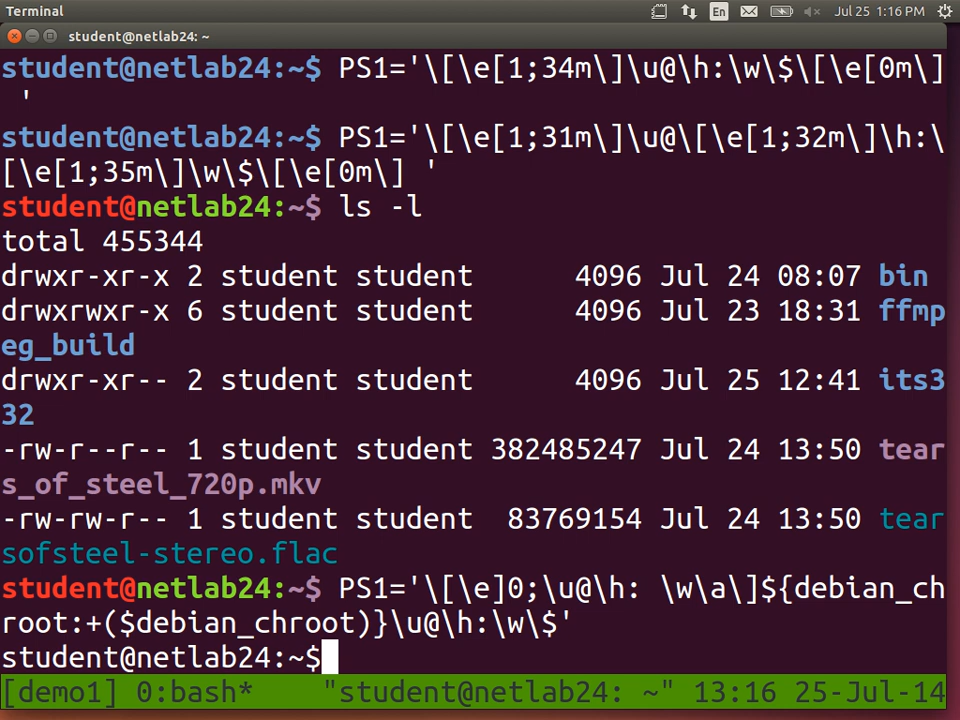 Terminal
En
Jul 25 1:16 PM
student@netlab24: ~
student@netlab24:~$ PS1='\[\e[1;34m\]\u@\h:\w\$\[\e[0m\]
'
student@netlab24:~$ PS1='\[\e[1;31m\]\u@\[\e[1;32m\]\h:\
[\e[1;35m\]\w\$\[\e[0m\] '
student@netlab24:~$ ls -l
total 455344
drwxr-xr-x 2 student student      4096 Jul 24 08:07 bin
drwxrwxr-x 6 student student      4096 Jul 23 18:31 ffmp
eg_build
drwxr-xr-- 2 student student      4096 Jul 25 12:41 its3
32
-rw-r--r-- 1 student student 382485247 Jul 24 13:50 tear
s_of_steel_720p.mkv
-rw-rw-r-- 1 student student  83769154 Jul 24 13:50 tear
sofsteel-stereo.flac
student@netlab24:~$ PS1='\[\e]0;\u@\h: \w\a\]${debian_ch
root:+($debian_chroot)}\u@\h:\w\$'
student@netlab24:~$
[demo1] 0:bash*    "student@netlab24: ~" 13:16 25-Jul-14